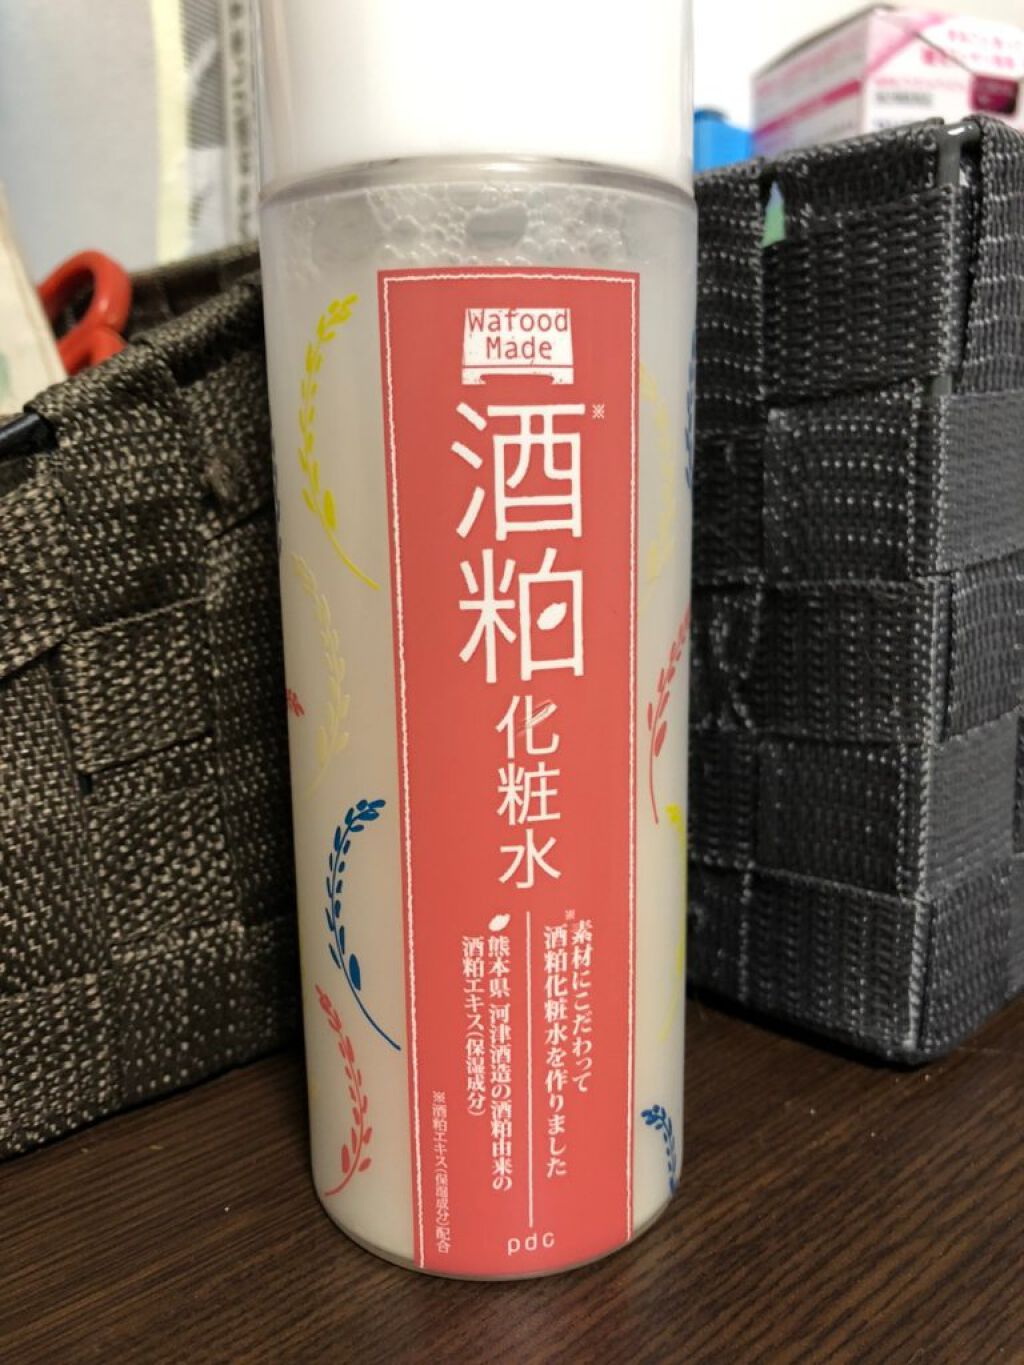 Wafood
Made
酒粕※
化粧水
素材にこだわって
※酒粕化粧水を作りました
熊本県 河津酒造の酒粕由来の
酒粕エキス(保湿成分)
※酒粕エキス(保湿成分)配合
pdc